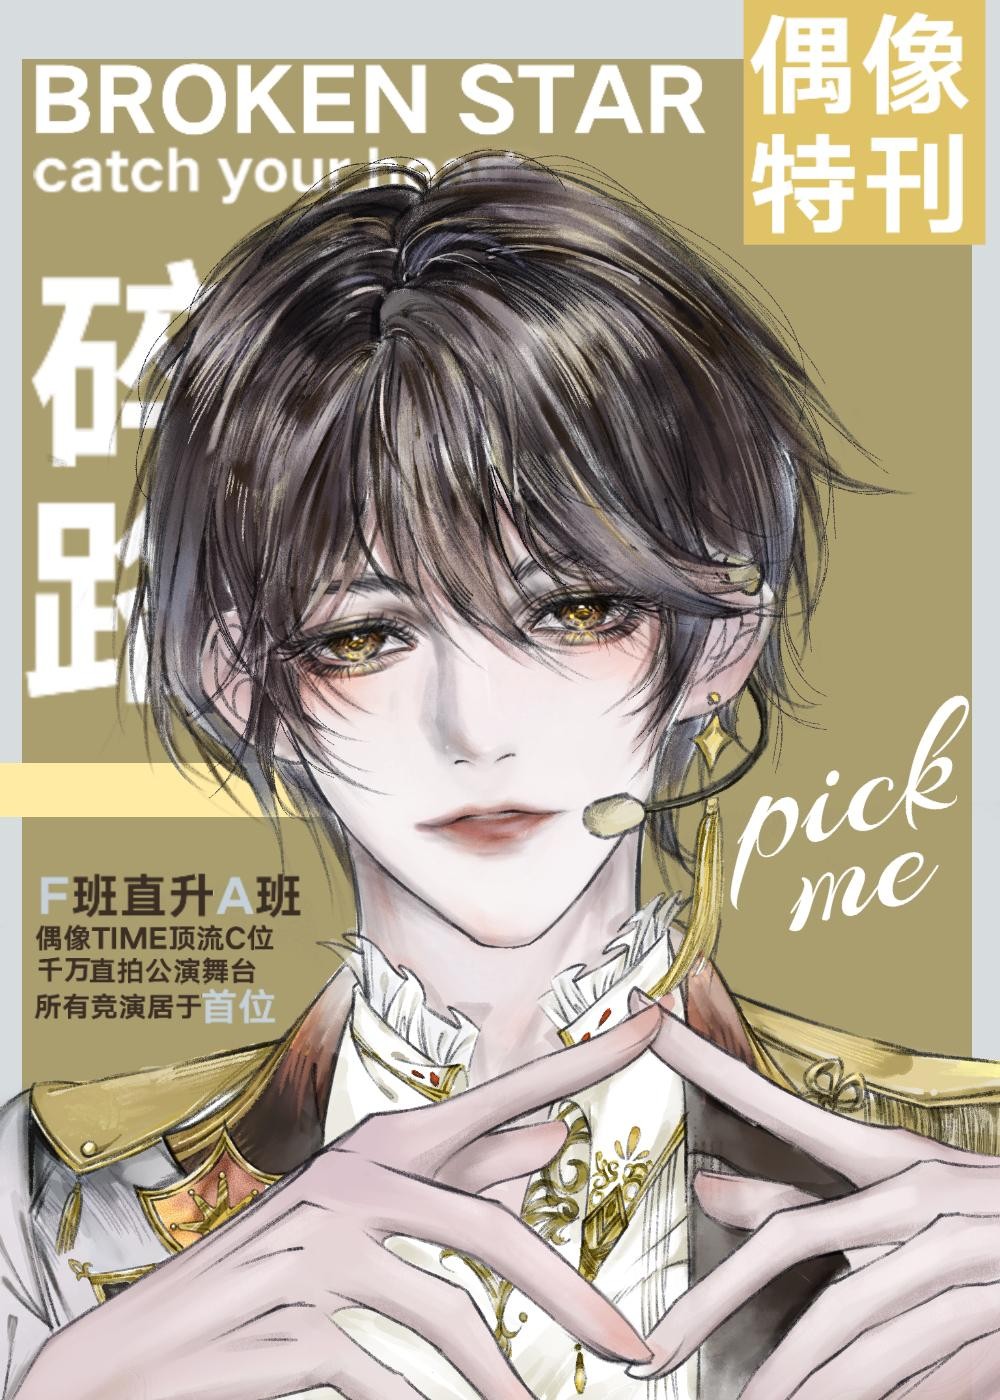 BROKEN STAR
catch your
偶像
特刊
碎
pick
me
F班直升A班
偶像TIME顶流C位
千万直拍公演舞台
所有竞演居于首位